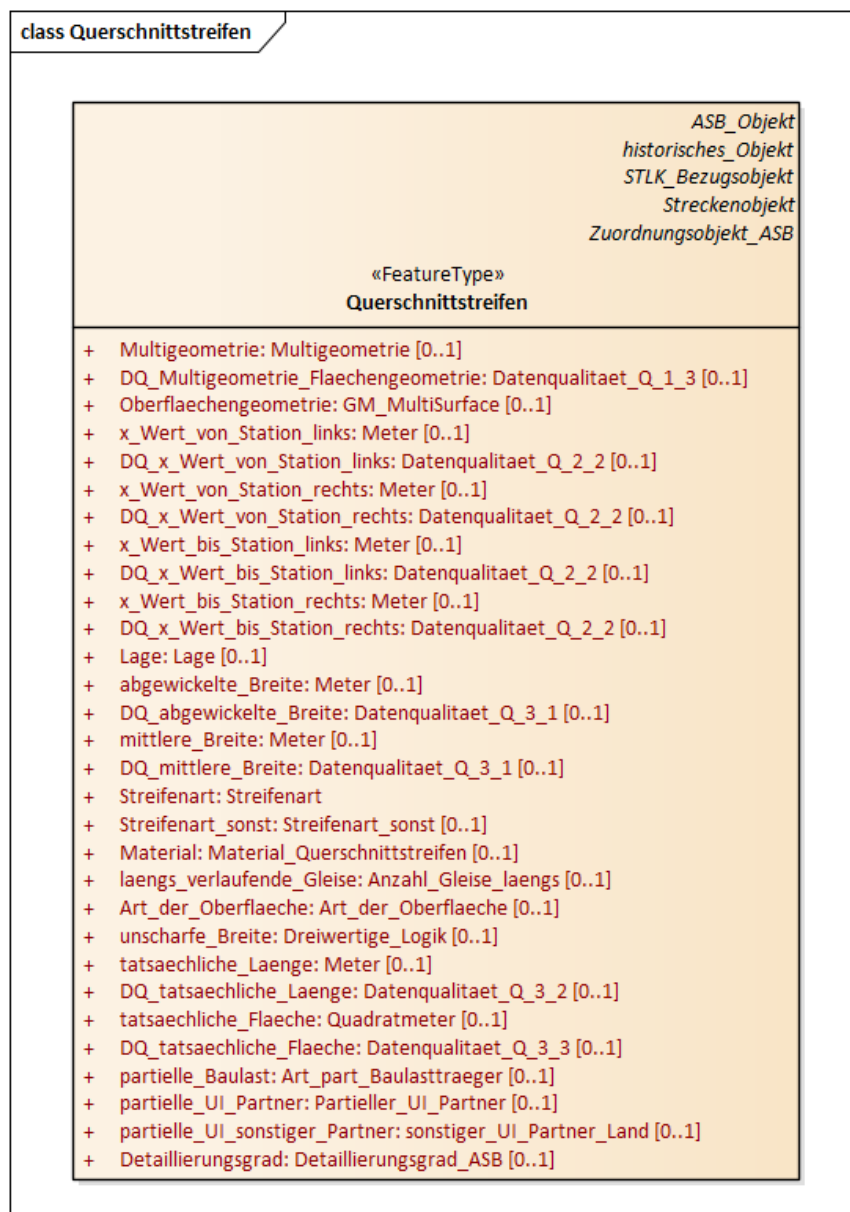 class Querschnittstreifen
ASB_Objekt
historisches_Objekt
STLK_Bezugsobjekt
Streckenobjekt
Zuordnungsobjekt_ASB
«FeatureType»
Querschnittstreifen
+ Multigeometrie: Multigeometrie [0..1]
+ DQ_Multigeometrie_Flaechengeometrie: Datenqualitaet_Q_1_3 [0..1]
+ Oberflaechengeometrie: GM_MultiSurface [0..1]
+ x_Wert_von_Station_links: Meter [0..1]
+ DQ_x_Wert_von_Station_links: Datenqualitaet_Q_2_2 [0..1]
+ x_Wert_von_Station_rechts: Meter [0..1]
+ DQ_x_Wert_von_Station_rechts: Datenqualitaet_Q_2_2 [0..1]
+ x_Wert_bis_Station_links: Meter [0..1]
+ DQ_x_Wert_bis_Station_links: Datenqualitaet_Q_2_2 [0..1]
+ x_Wert_bis_Station_rechts: Meter [0..1]
+ DQ_x_Wert_bis_Station_rechts: Datenqualitaet_Q_2_2 [0..1]
+ Lage: Lage [0..1]
+ abgewickelte_Breite: Meter [0..1]
+ DQ_abgewickelte_Breite: Datenqualitaet_Q_3_1 [0..1]
+ mittlere_Breite: Meter [0..1]
+ DQ_mittlere_Breite: Datenqualitaet_Q_3_1 [0..1]
+ Streifenart: Streifenart
+ Streifenart_sonst: Streifenart_sonst [0..1]
+ Material: Material_Querschnittstreifen [0..1]
+ laengs_verlaufende_Gleise: Anzahl_Gleise_laengs [0..1]
+ Art_der_Oberflaeche: Art_der_Oberflaeche [0..1]
+ unscharfe_Breite: Dreiwertige_Logik [0..1]
+ tatsaechliche_Laenge: Meter [0..1]
+ DQ_tatsaechliche_Laenge: Datenqualitaet_Q_3_2 [0..1]
+ tatsaechliche_Flaeche: Quadratmeter [0..1]
+ DQ_tatsaechliche_Flaeche: Datenqualitaet_Q_3_3 [0..1]
+ partielle_Baulast: Art_part_Baulasttraeger [0..1]
+ partielle_UI_Partner: Partieller_UI_Partner [0..1]
+ partielle_UI_sonstiger_Partner: sonstiger_UI_Partner_Land [0..1]
+ Detaillierungsgrad: Detaillierungsgrad_ASB [0..1]